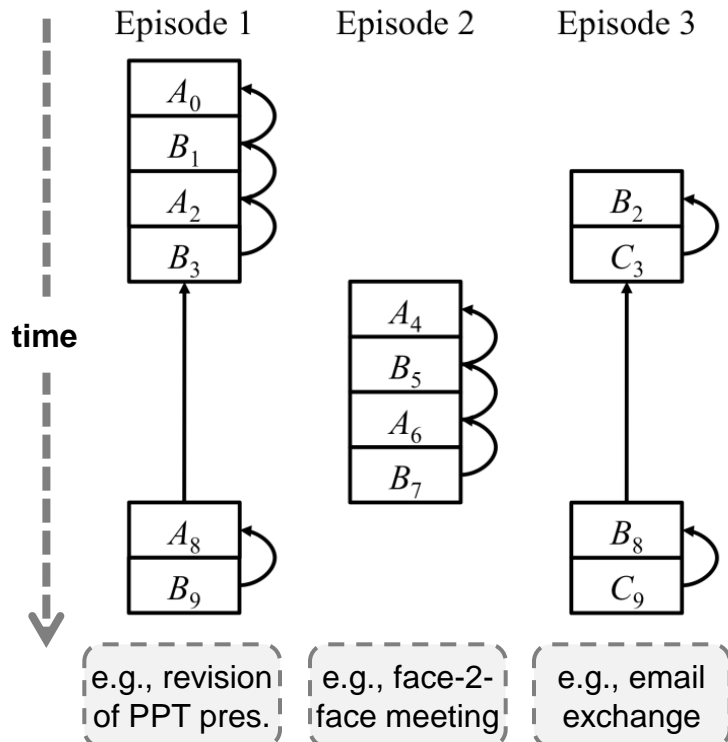 Episode 1
Episode 2
Episode 3
A₀
B₁
A₂
B₃
B₂
C₃
time
A₄
B₅
A₆
B₇
A₈
B₉
B₈
C₉
e.g., revision
of PPT pres.
e.g., face-2-
face meeting
e.g., email
exchange